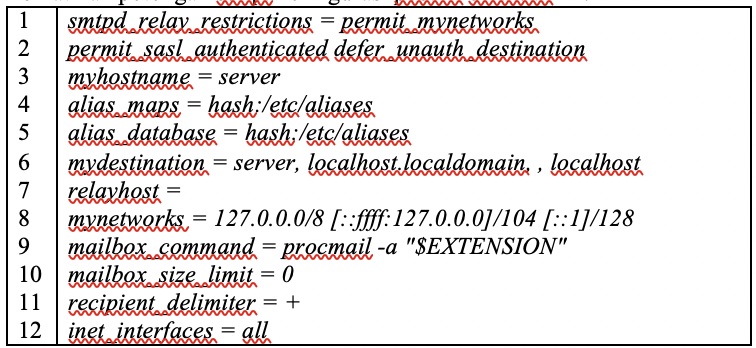 1 smtpd_relay_restrictions = permit_mynetworks
2 permit_sasl_authenticated defer_unauth_destination
3 myhostname = server
4 alias_maps = hash:/etc/aliases
5 alias_database = hash:/etc/aliases
6 mydestination = server, localhost.localdomain, , localhost
7 relayhost =
8 mynetworks = 127.0.0.0/8 [::ffff:127.0.0.0]/104 [::1]/128
9 mailbox_command = procmail -a "$EXTENSION"
10 mailbox_size_limit = 0
11 recipient_delimiter = +
12 inet_interfaces = all